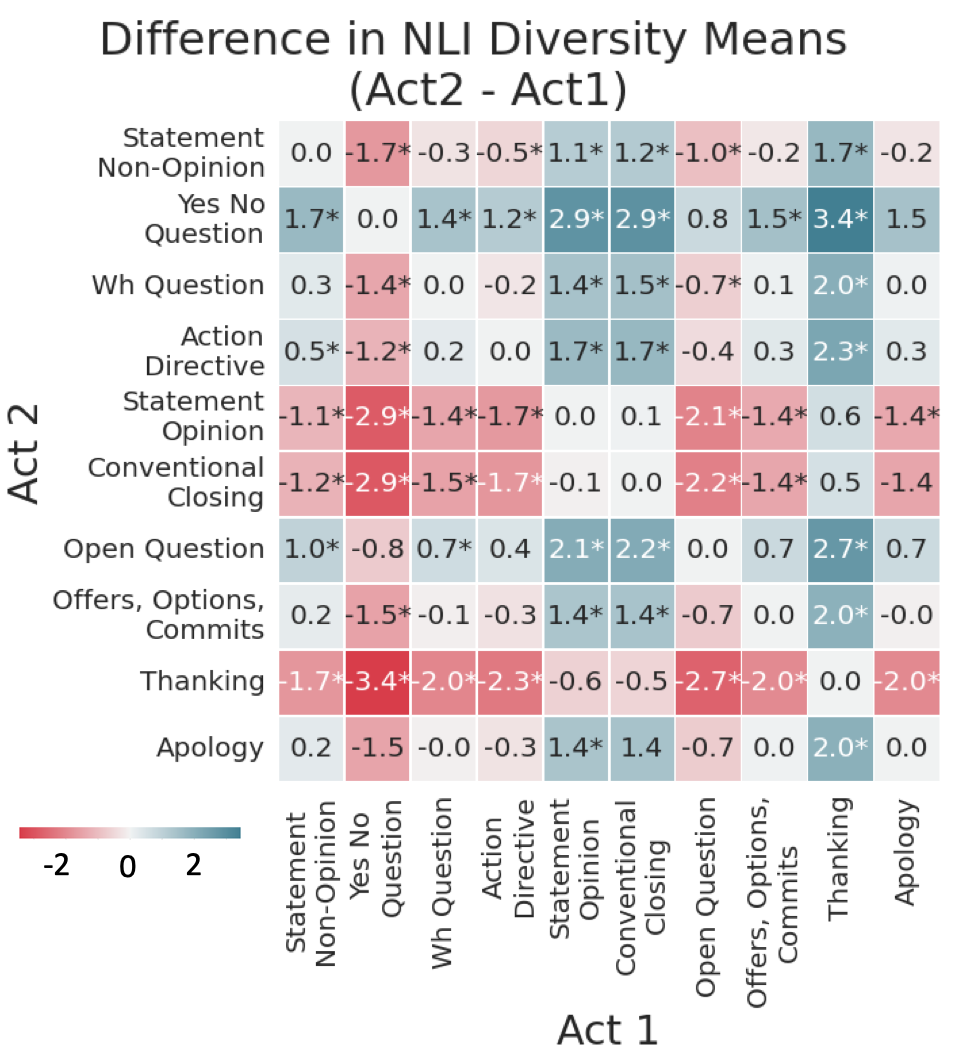 Difference in NLI Diversity Means
(Act2 - Act1)
Statement
Non-Opinion
0.0 -1.7* -0.3 -0.5* 1.1* 1.2* -1.0* -0.2 1.7* -0.2
Yes No
Question
1.7* 0.0 1.4* 1.2* 2.9* 2.9* 0.8 1.5* 3.4* 1.5
Wh Question 0.3 -1.4* 0.0 -0.2 1.4* 1.5* -0.7* 0.1 2.0* 0.0
Action
Directive
0.5* -1.2* 0.2 0.0 1.7* 1.7* -0.4 0.3 2.3* 0.3
Statement
Opinion
-1.1* -2.9* -1.4* -1.7* 0.0 0.1 -2.1* -1.4* 0.6 -1.4*
Conventional
Closing
-1.2* -2.9* -1.5* -1.7* -0.1 0.0 -2.2* -1.4* 0.5 -1.4
Open Question 1.0* -0.8 0.7* 0.4 2.1* 2.2* 0.0 0.7 2.7* 0.7
Offers, Options,
Commits
0.2 -1.5* -0.1 -0.3 1.4* 1.4* -0.7 0.0 2.0* -0.0
Thanking -1.7* -3.4* -2.0* -2.3* -0.6 -0.5 -2.7* -2.0* 0.0 -2.0*
Apology 0.2 -1.5 -0.0 -0.3 1.4* 1.4 -0.7 0.0 2.0* 0.0
Act 2
-2 0 2
Statement
Non-Opinion
Yes No
Question
Wh Question
Action
Directive
Statement
Opinion
Conventional
Closing
Open Question
Offers, Options,
Commits
Thanking
Apology
Act 1